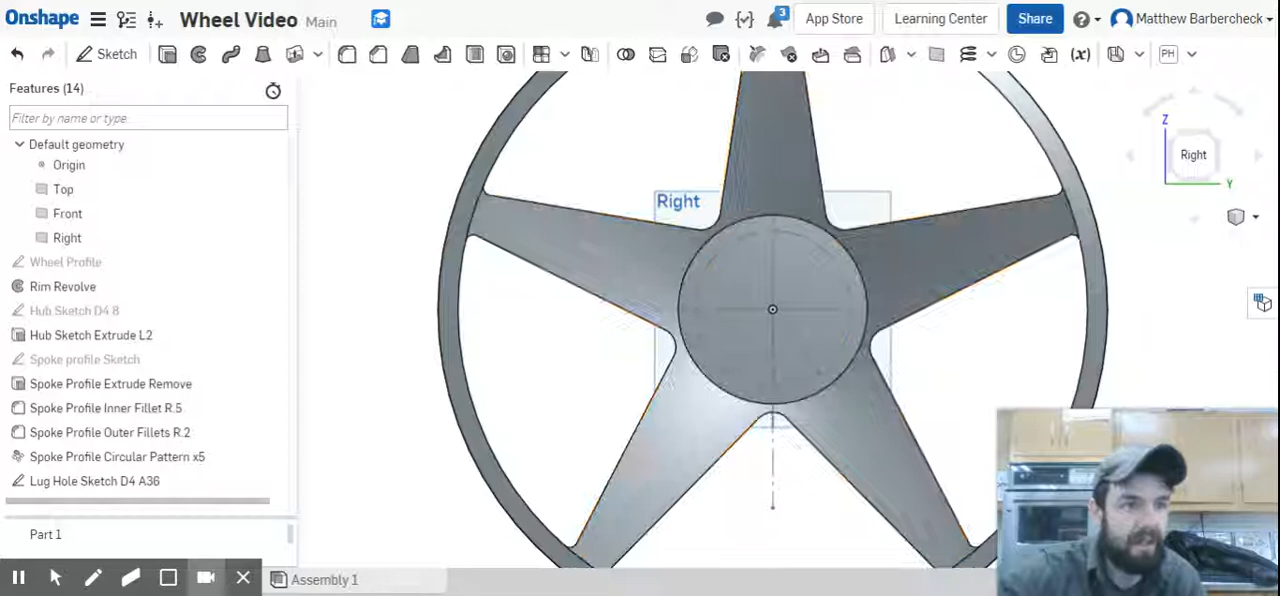 Onshape Wheel Video Main 3 App Store Learning Center Share Matthew Barbercheck
Sketch (x) PH
Features (14)
Filter by name or type...
Default geometry
Origin
Top
Front
Right
Wheel Profile
Rim Revolve
Hub Sketch D4 8
Hub Sketch Extrude L2
Spoke profile Sketch
Spoke Profile Extrude Remove
Spoke Profile Inner Fillet R.5
Spoke Profile Outer Fillets R.2
Spoke Profile Circular Pattern x5
Lug Hole Sketch D4 A36
Part 1
Assembly 1
Right
Z
Right
Y